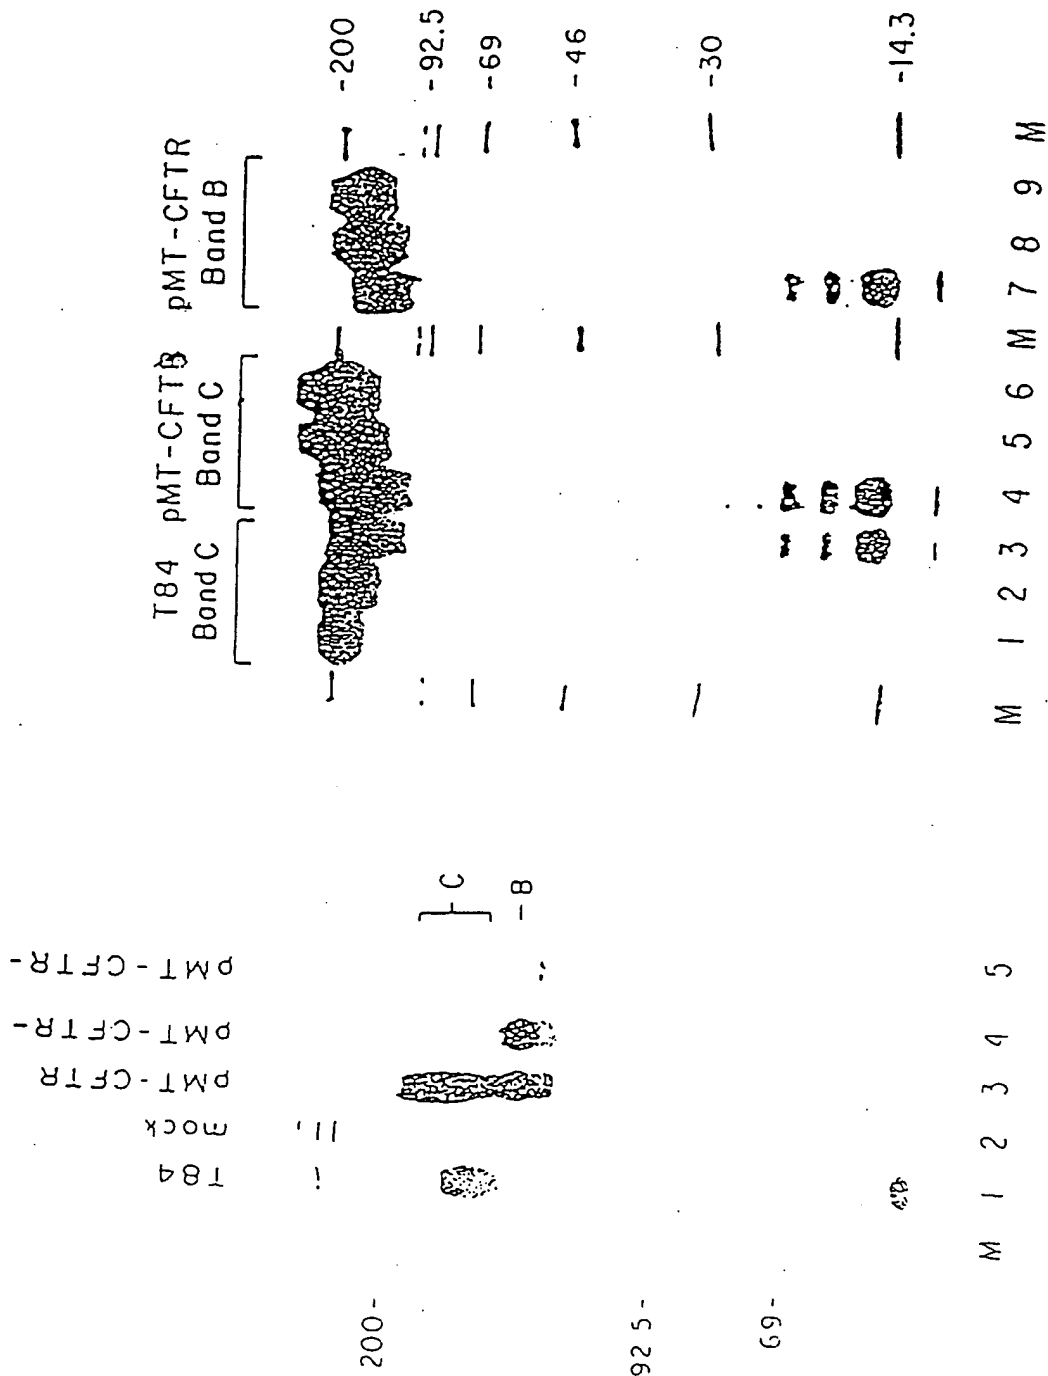 T84
mock
pMT-CFTR
pMT-CFTR-
pMT-CFTR-
200-
92 5-
69-
C
-B
M 1 2 3 4 5
T84
Band C
pMT-CFTR
Band C
pMT-CFTR
Band B
-200
-92.5
-69
-46
-30
-14.3
M 1 2 3 4 5 6 M 7 8 9 M